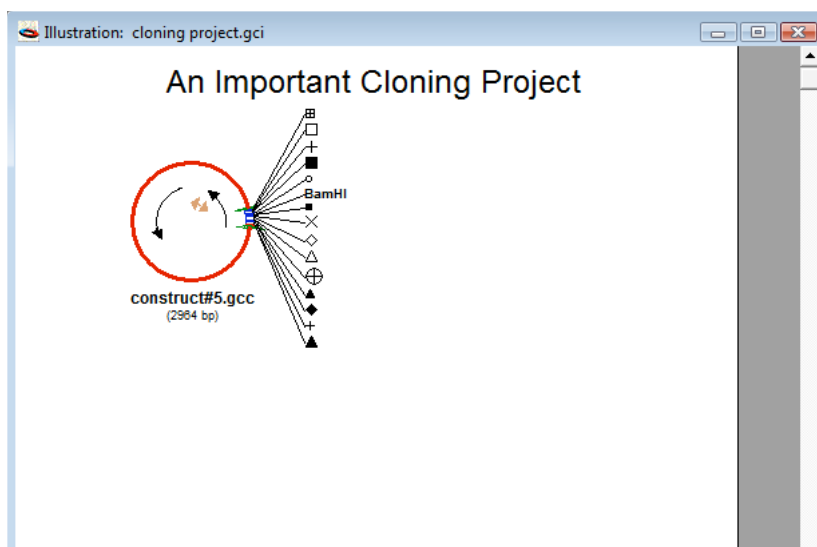 Illustration: cloning project.gci
An Important Cloning Project
BamHI
construct#5.gcc
(2964 bp)